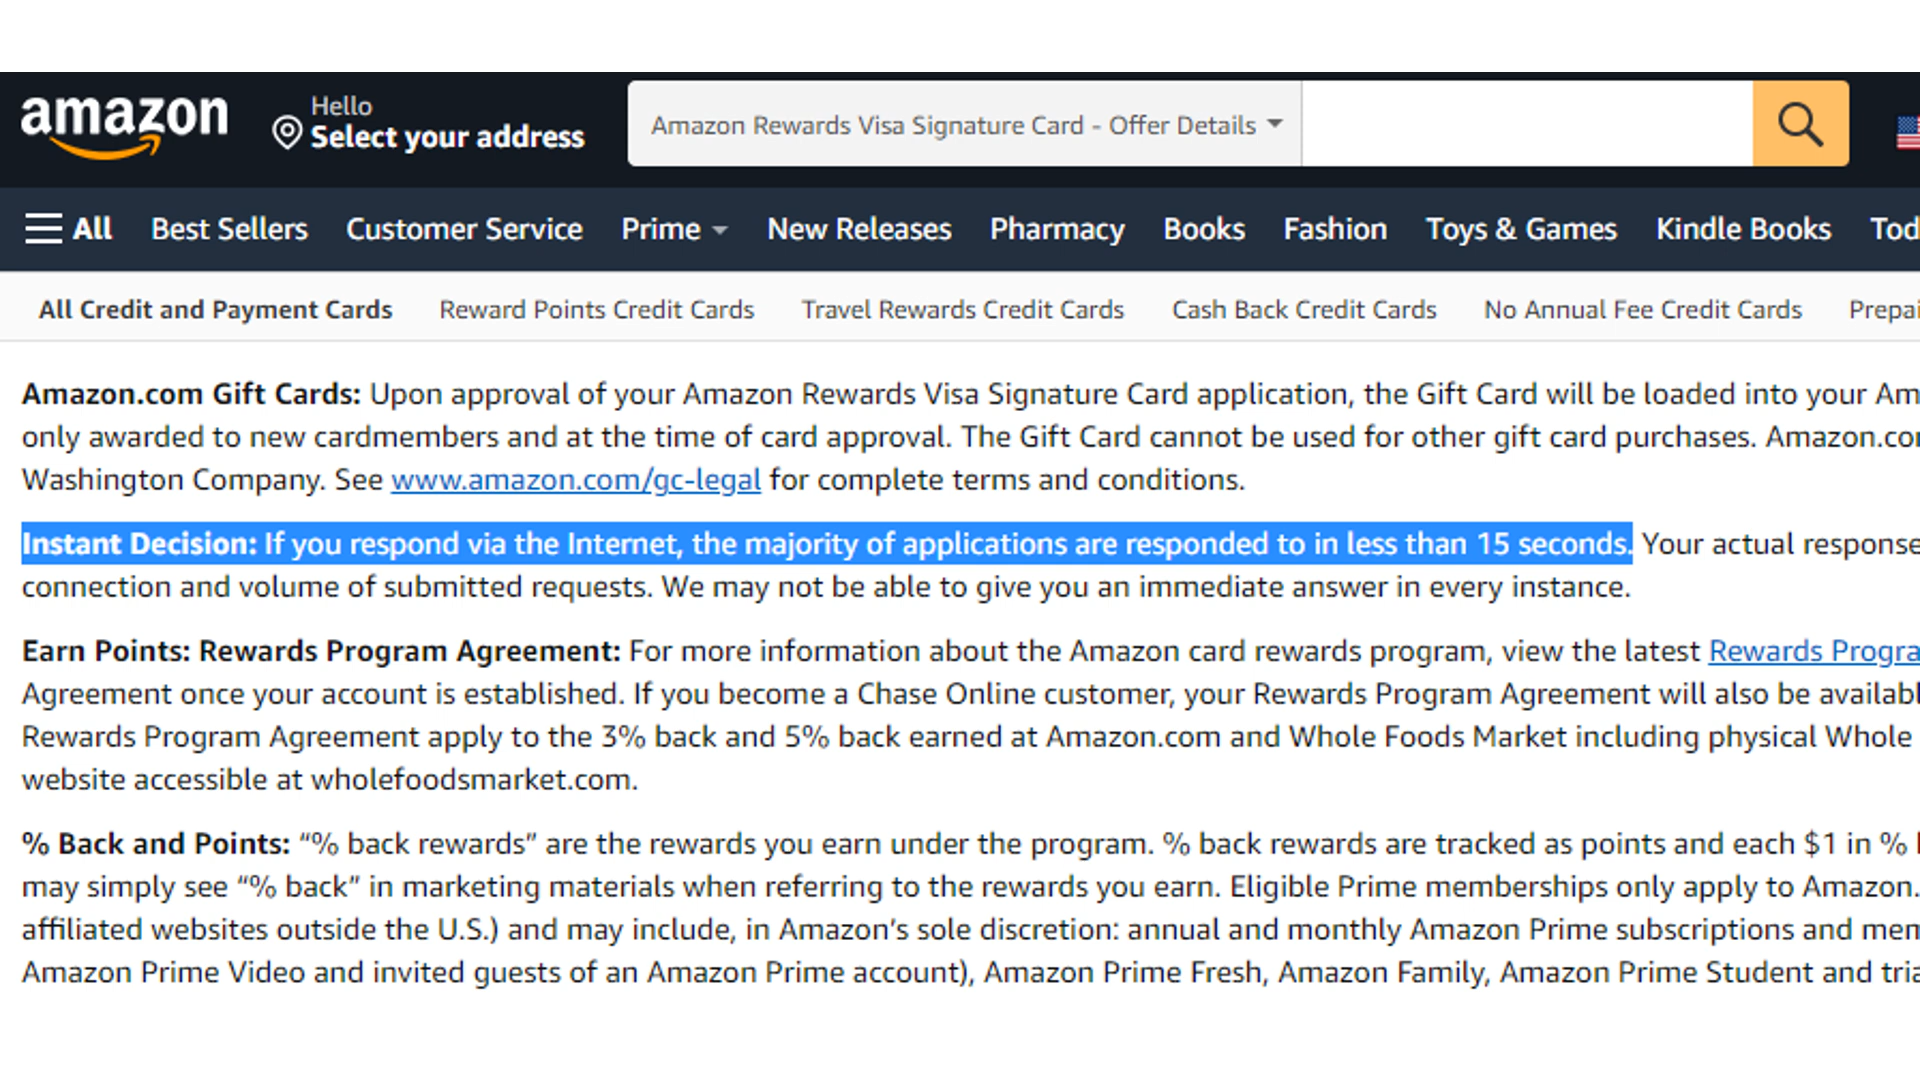 amazon
Hello
Select your address
Amazon Rewards Visa Signature Card - Offer Details
All Best Sellers Customer Service Prime New Releases Pharmacy Books Fashion Toys & Games Kindle Books
All Credit and Payment Cards Reward Points Credit Cards Travel Rewards Credit Cards Cash Back Credit Cards No Annual Fee Credit Cards
Amazon.com Gift Cards: Upon approval of your Amazon Rewards Visa Signature Card application, the Gift Card will be loaded into your
only awarded to new cardmembers and at the time of card approval. The Gift Card cannot be used for other gift card purchases.
Washington Company. See www.amazon.com/gc-legal for complete terms and conditions.
Instant Decision: If you respond via the Internet, the majority of applications are responded to in less than 15 seconds. Your actual response
connection and volume of submitted requests. We may not be able to give you an immediate answer in every instance.
Earn Points: Rewards Program Agreement: For more information about the Amazon card rewards program, view the latest Rewards
Agreement once your account is established. If you become a Chase Online customer, your Rewards Program Agreement will also be
Rewards Program Agreement apply to the 3% back and 5% back earned at Amazon.com and Whole Foods Market including physical Whole
website accessible at wholefoodsmarket.com.
% Back and Points: “% back rewards” are the rewards you earn under the program. % back rewards are tracked as points and each $1 in %
may simply see “% back” in marketing materials when referring to the rewards you earn. Eligible Prime memberships only apply to Amazon.
affiliated websites outside the U.S.) and may include, in Amazon’s sole discretion: annual and monthly Amazon Prime subscriptions and
Amazon Prime Video and invited guests of an Amazon Prime account), Amazon Prime Fresh, Amazon Family, Amazon Prime Student and